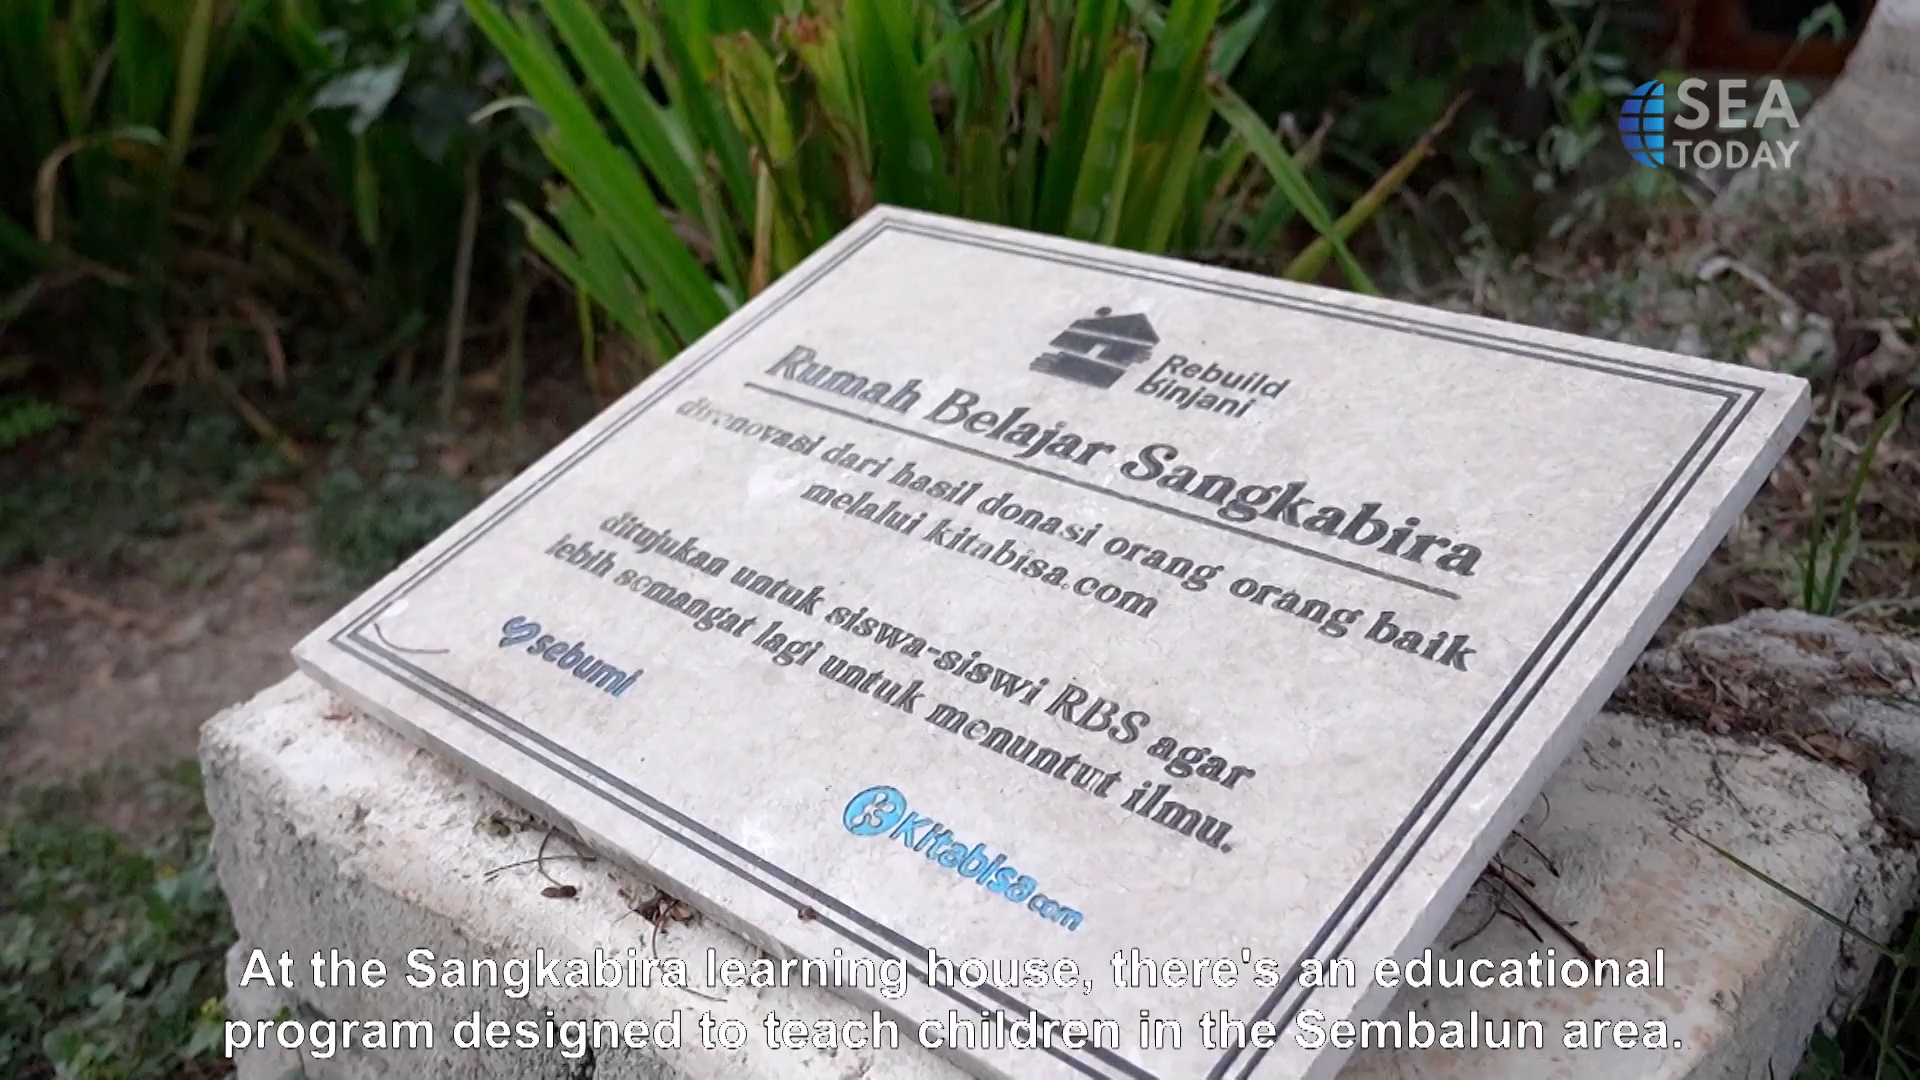 SEA
TODAY
Rebuild
Rinjani
Rumah Belajar Sangkabira
direnovasi dari hasil donasi orang orang baik
melalui kitabisa.com
ditujukan untuk siswa-siswi RBS agar
lebih semangat lagi untuk menuntut ilmu.
sebumi
Kitabisa.com
At the Sangkabira learning house, there's an educational
program designed to teach children in the Sembalun area.